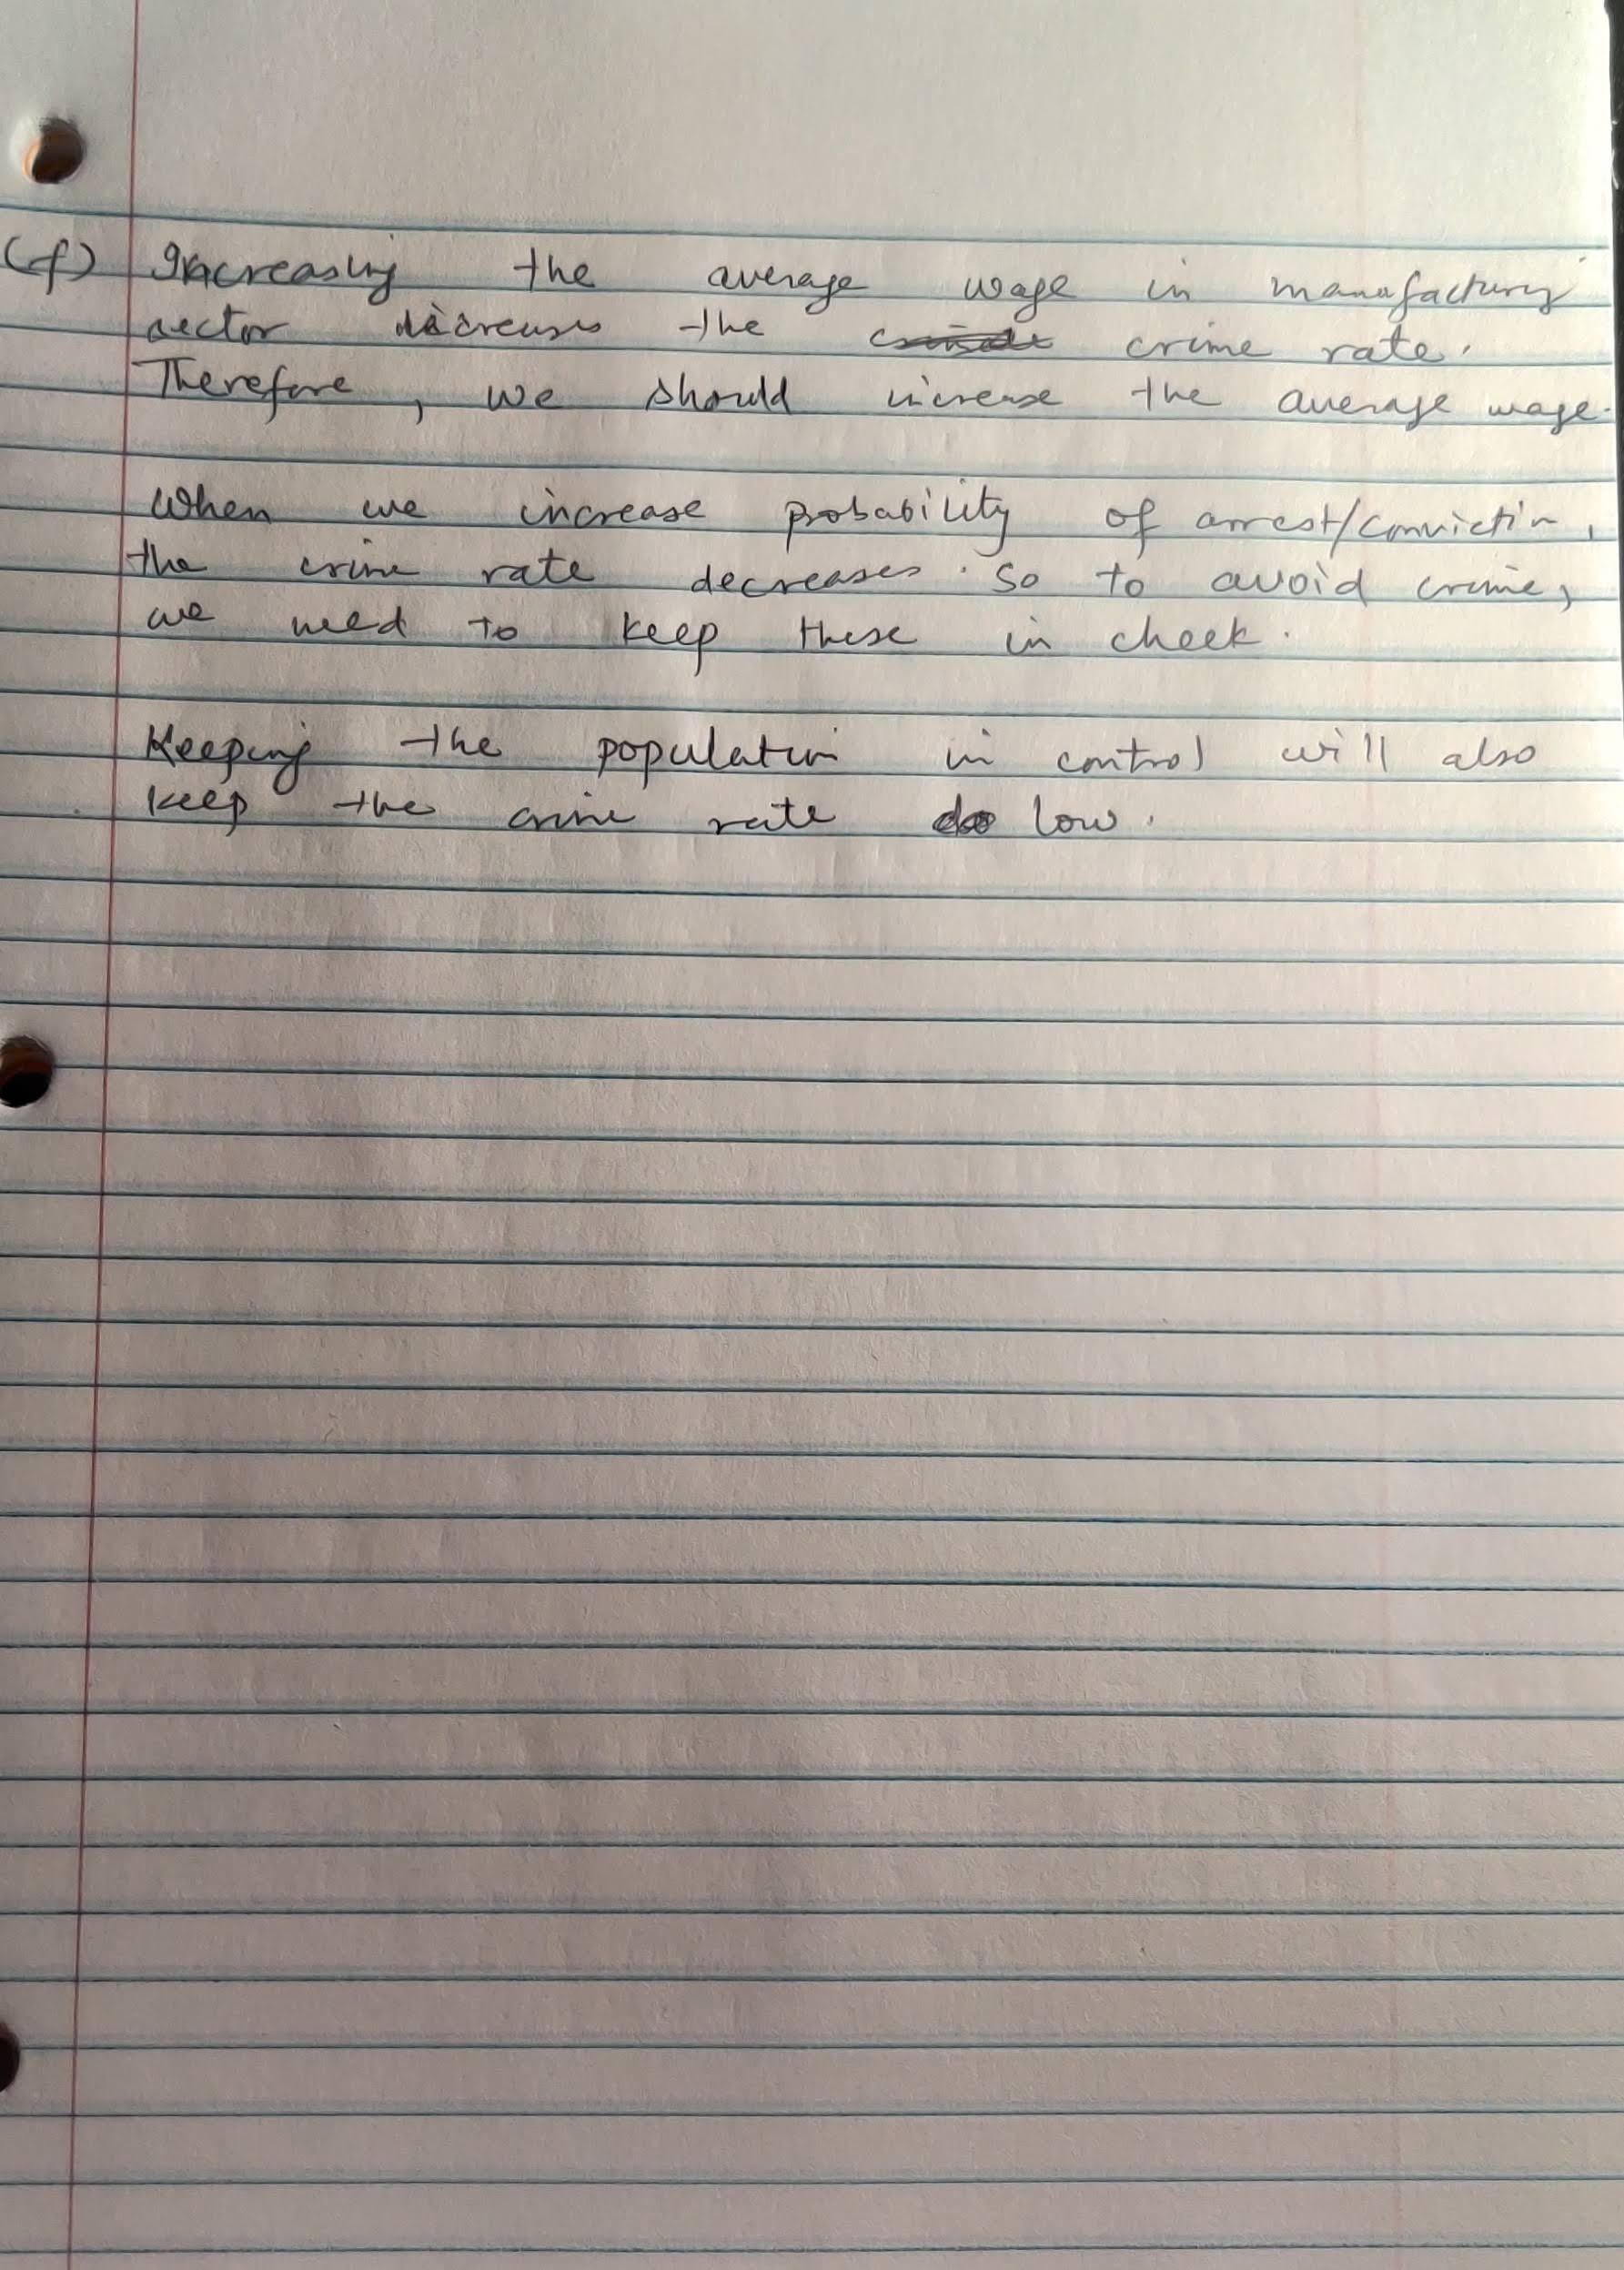 (f) Increasing the average wage in manufacturing
sector decreases the crime rate.
Therefore, we should increase the average wage.
When we increase probability of arrest/conviction,
the crime rate decreases. So to avoid crime,
we need to keep these in check.
Keeping the population in control will also
keep the crime rate low.